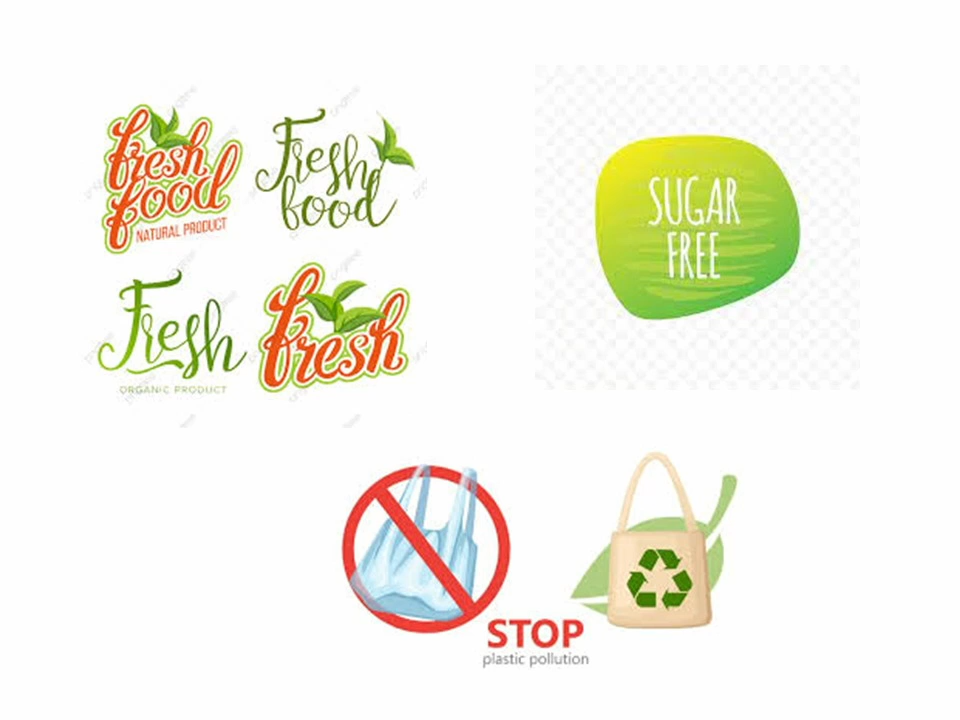 fresh
food
NATURAL PRODUCT
Fresh
food
Fresh
ORGANIC PRODUCT
fresh
SUGAR
FREE
STOP
plastic pollution